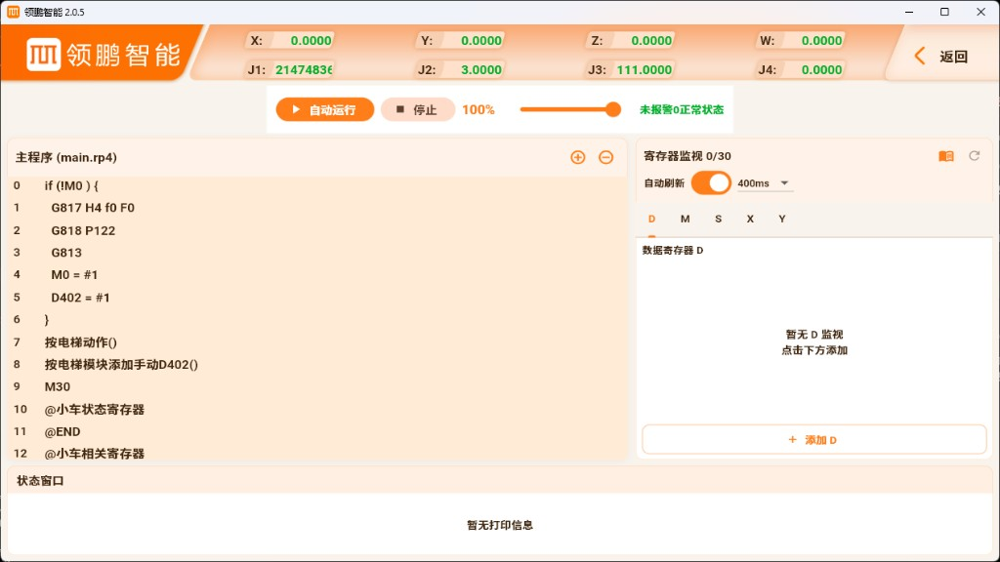 领鹏智能 2.0.5
领鹏智能
X: 0.0000
Y: 0.0000
Z: 0.0000
W: 0.0000
J1: 21474836
J2: 3.0000
J3: 111.0000
J4: 0.0000
返回
自动运行
停止
100%
未报警0正常状态
主程序 (main.rp4)
0 if (!M0 ) {
1 G817 H4 f0 F0
2 G818 P122
3 G813
4 M0 = #1
5 D402 = #1
6 }
7 按电梯动作()
8 按电梯模块添加手动D402()
9 M30
10 @小车状态寄存器
11 @END
12 @小车相关寄存器
寄存器监视 0/30
自动刷新 400ms
D M S X Y
数据寄存器 D
暂无 D 监视
点击下方添加
+ 添加 D
状态窗口
暂无打印信息